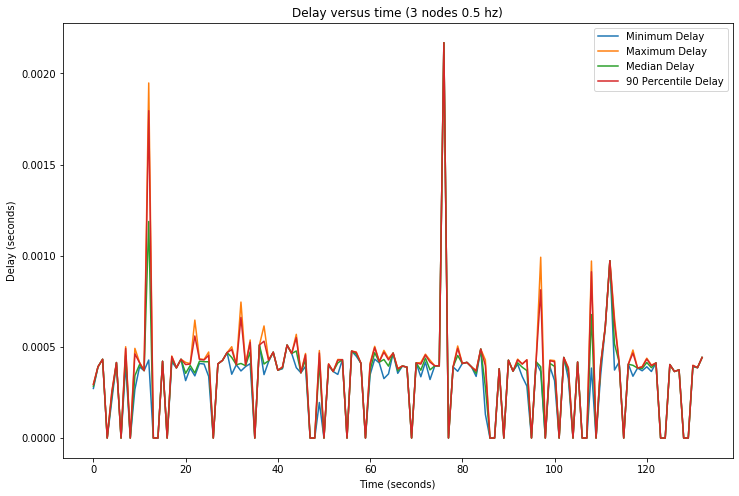 Delay versus time (3 nodes 0.5 hz)
Minimum Delay
Maximum Delay
Median Delay
90 Percentile Delay
0.0020
0.0015
0.0010
0.0005
0.0000
Delay (seconds)
0 20 40 60 80 100 120
Time (seconds)